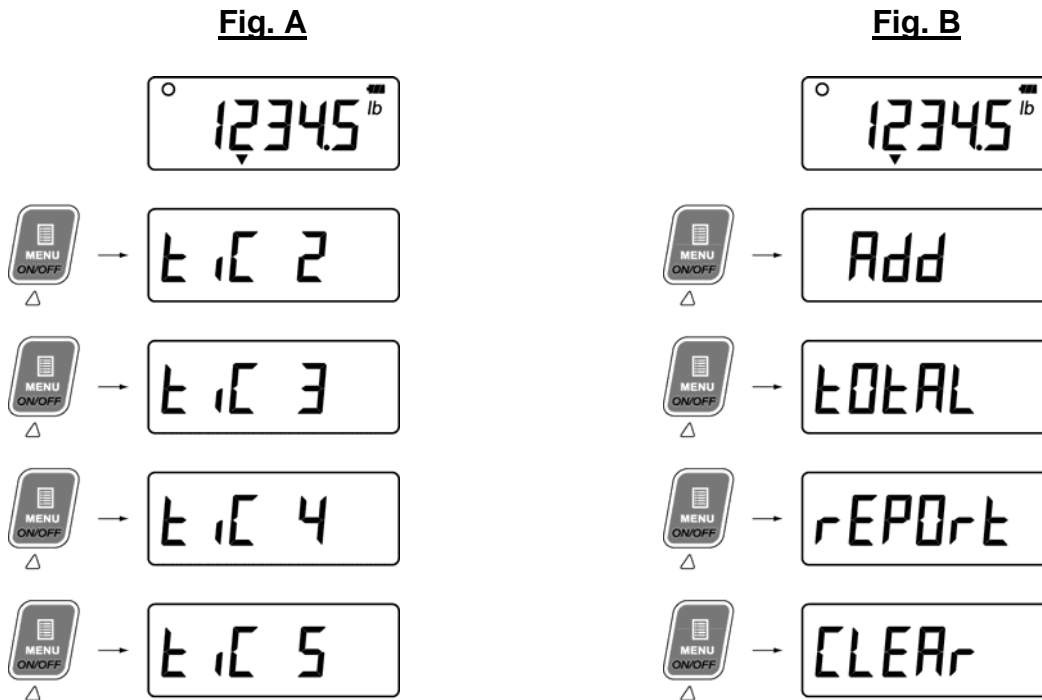 Fig. A
1234.5 lb
MENU
ON/OFF
tiC 2
MENU
ON/OFF
tiC 3
MENU
ON/OFF
tiC 4
MENU
ON/OFF
tiC 5
Fig. B
1234.5 lb
MENU
ON/OFF
Add
MENU
ON/OFF
tOtAL
MENU
ON/OFF
rEPOrt
MENU
ON/OFF
CLEAr